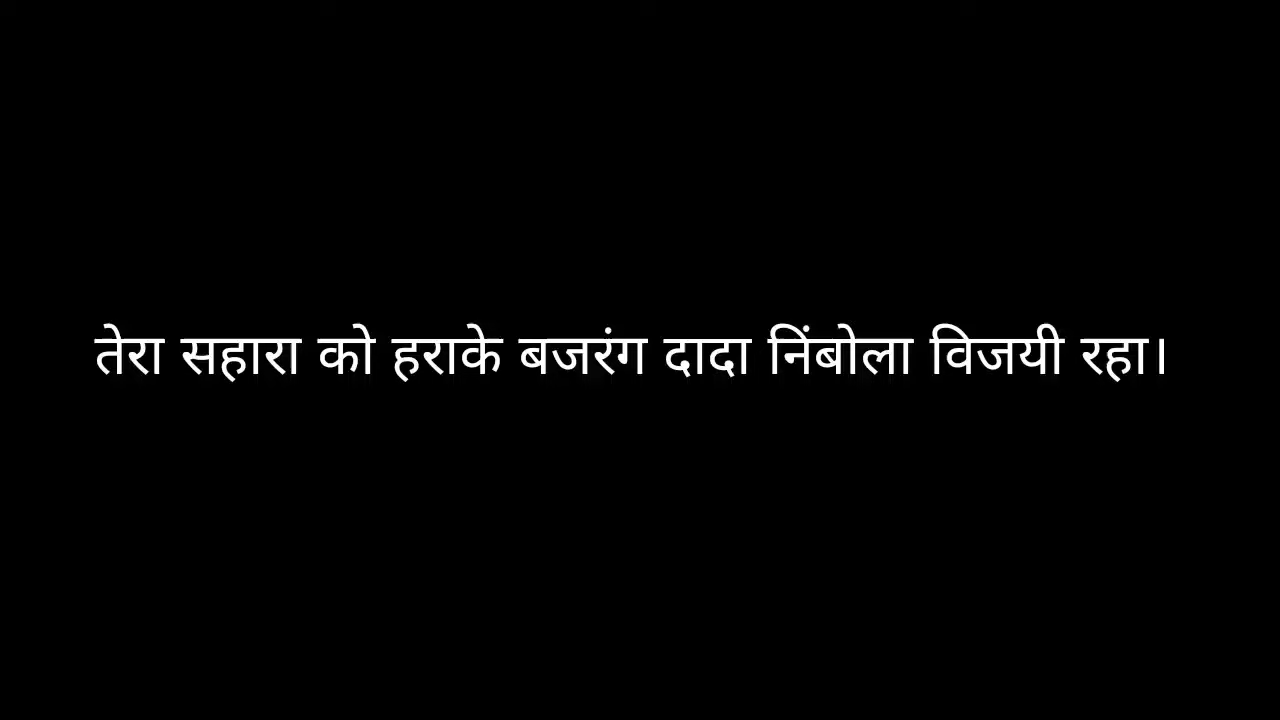 तेरा सहारा को हराके बजरंग दादा निंबोला विजयी रहा।